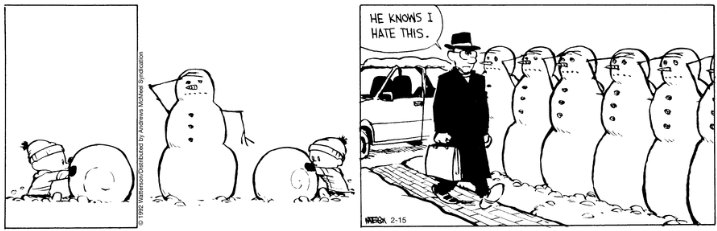 © 1992 Watterson/Distributed by Andrews McMeel Syndication
HE KNOWS I
HATE THIS.
WATTERSON 2-15